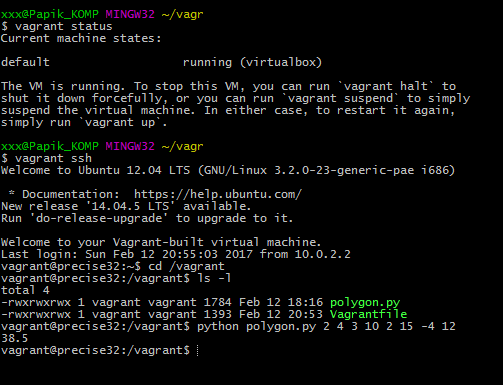 xxx@Papik_KOMP MINGW32 ~/vagr
$ vagrant status
Current machine states:
default                   running (virtualbox)
The VM is running. To stop this VM, you can run `vagrant halt` to
shut it down forcefully, or you can run `vagrant suspend` to simply
suspend the virtual machine. In either case, to restart it again,
simply run `vagrant up`.
xxx@Papik_KOMP MINGW32 ~/vagr
$ vagrant ssh
Welcome to Ubuntu 12.04 LTS (GNU/Linux 3.2.0-23-generic-pae i686)
 * Documentation:  https://help.ubuntu.com/
New release '14.04.5 LTS' available.
Run 'do-release-upgrade' to upgrade to it.
Welcome to your Vagrant-built virtual machine.
Last login: Sun Feb 12 20:55:03 2017 from 10.0.2.2
vagrant@precise32:~$ cd /vagrant
vagrant@precise32:/vagrant$ ls -l
total 4
-rwxrwxrwx 1 vagrant vagrant 1784 Feb 12 18:16 polygon.py
-rwxrwxrwx 1 vagrant vagrant 1393 Feb 12 20:53 Vagrantfile
vagrant@precise32:/vagrant$ python polygon.py 2 4 3 10 2 15 -4 12
38.5
vagrant@precise32:/vagrant$